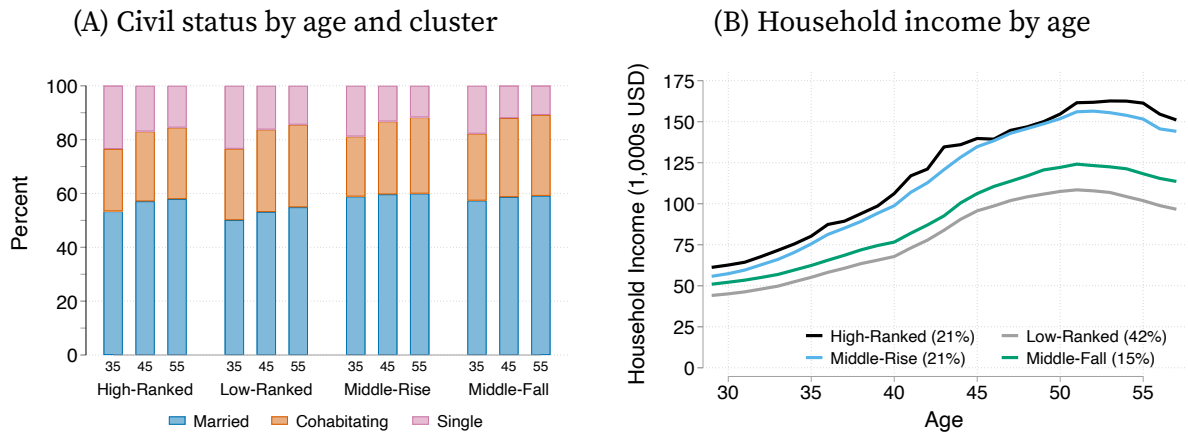 (A) Civil status by age and cluster
Percent
100
80
60
40
20
0
35 45 55 35 45 55 35 45 55 35 45 55
High-Ranked Low-Ranked Middle-Rise Middle-Fall
Married Cohabitating Single
(B) Household income by age
Household Income (1,000s USD)
175
150
125
100
75
50
25
0
High-Ranked (21%) Low-Ranked (42%)
Middle-Rise (21%) Middle-Fall (15%)
30 35 40 45 50 55
Age